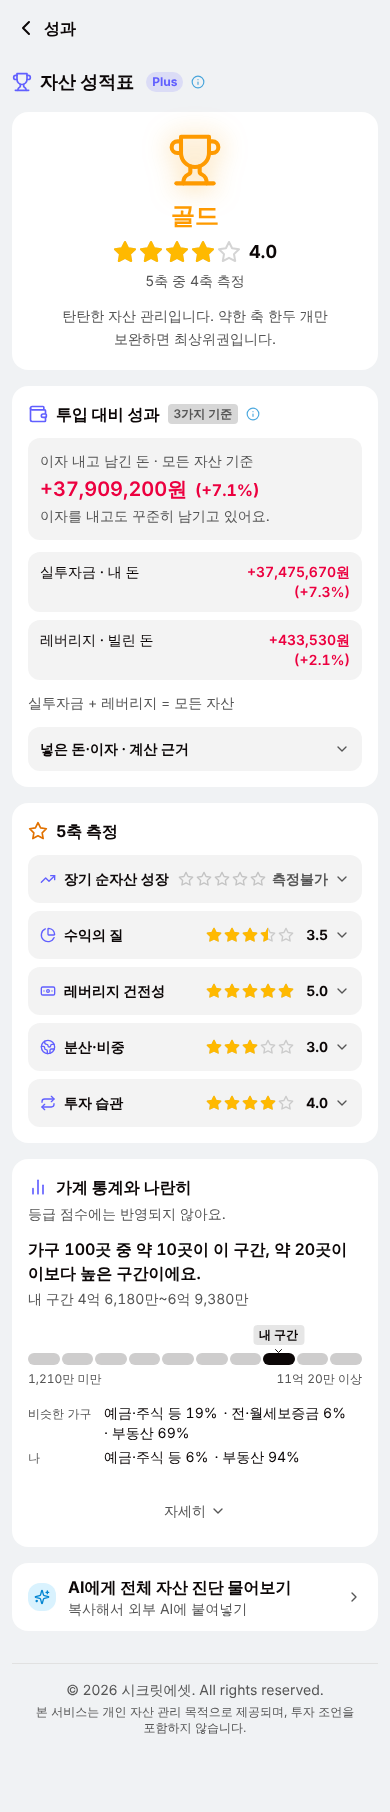 성과
자산 성적표 Plus
골드
4.0
5축 중 4축 측정
탄탄한 자산 관리입니다. 약한 축 한두 개만
보완하면 최상위권입니다.
투입 대비 성과 3가지 기준
이자 내고 남긴 돈 · 모든 자산 기준
+37,909,200원 (+7.1%)
이자를 내고도 꾸준히 남기고 있어요.
실투자금 · 내 돈 +37,475,670원
(+7.3%)
레버리지 · 빌린 돈 +433,530원
(+2.1%)
실투자금 + 레버리지 = 모든 자산
넣은 돈·이자 · 계산 근거
5축 측정
장기 순자산 성장 측정불가
수익의 질 3.5
레버리지 건전성 5.0
분산·비중 3.0
투자 습관 4.0
가계 통계와 나란히
등급 점수에는 반영되지 않아요.
가구 100곳 중 약 10곳이 이 구간, 약 20곳이
이보다 높은 구간이에요.
내 구간 4억 6,180만~6억 9,380만
내 구간
1,210만 미만 11억 20만 이상
비슷한 가구 예금·주식 등 19% · 전·월세보증금 6%
· 부동산 69%
나 예금·주식 등 6% · 부동산 94%
자세히
AI에게 전체 자산 진단 물어보기
복사해서 외부 AI에 붙여넣기
© 2026 시크릿에셋. All rights reserved.
본 서비스는 개인 자산 관리 목적으로 제공되며, 투자 조언을
포함하지 않습니다.